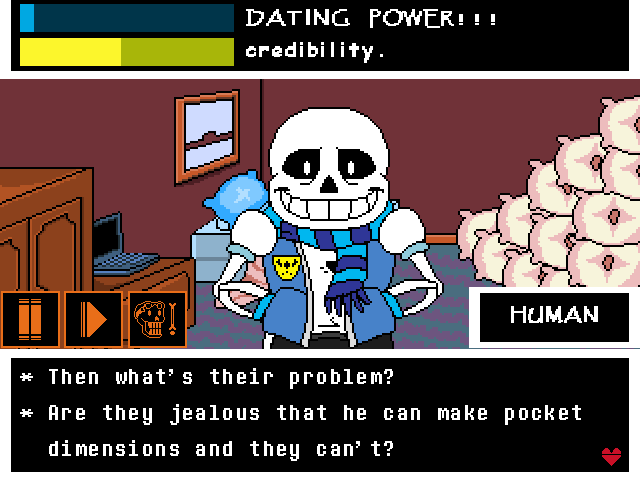 DATING POWER!!!
credibility.
HUMAN
* Then what's their problem?
* Are they jealous that he can make pocket
dimensions and they can't?